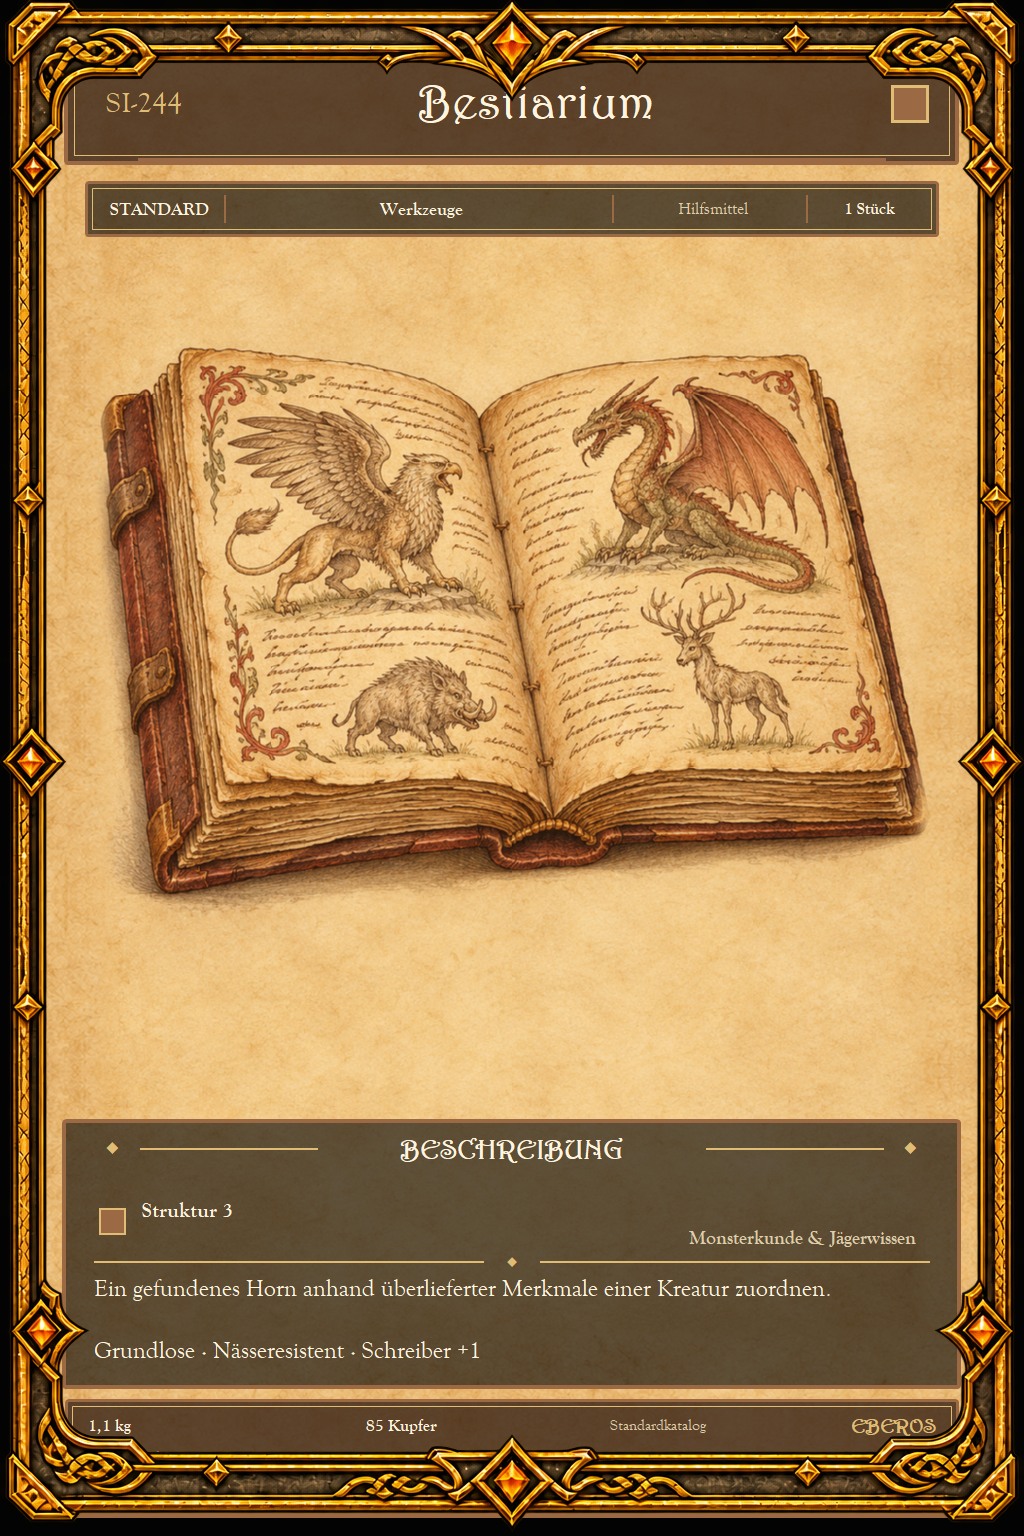 SI-244
Bestiarium
STANDARD
Werkzeuge
Hilfsmittel
1 Stück
BESCHREIBUNG
Struktur 3
Monsterkunde & Jägerwissen
Ein gefundenes Horn anhand überlieferter Merkmale einer Kreatur zuordnen.
Grundlose · Nässeresistent · Schreiber +1
1,1 kg
85 Kupfer
Standardkatalog
EBEROS